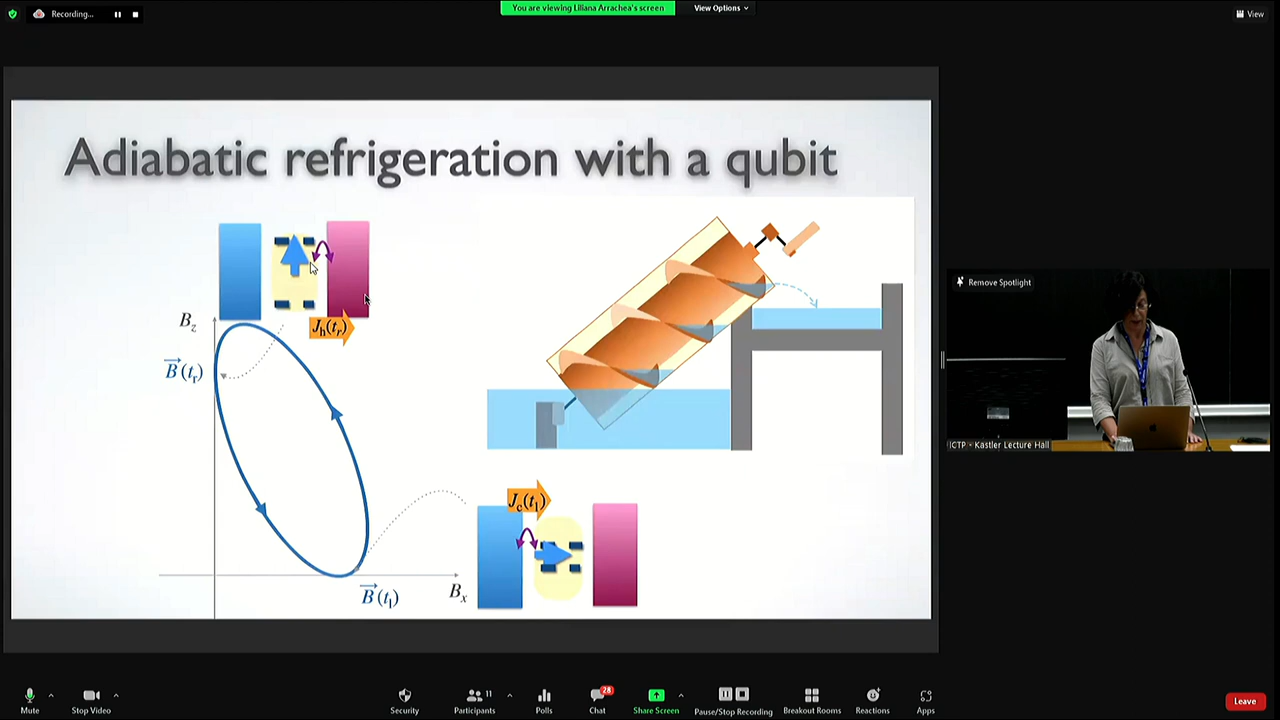 Recording...
You are viewing Liliana Arrachea's screen
View Options
View
Adiabatic refrigeration with a qubit
B_z
J_h(t_r)
B(t_r)
J_c(t_l)
B_x
B(t_l)
Remove Spotlight
ICTP - Kastler Lecture Hall
Mute
Stop Video
Security
Participants
11
Polls
Chat
28
Share Screen
Pause/Stop Recording
Breakout Rooms
Reactions
Apps
Leave